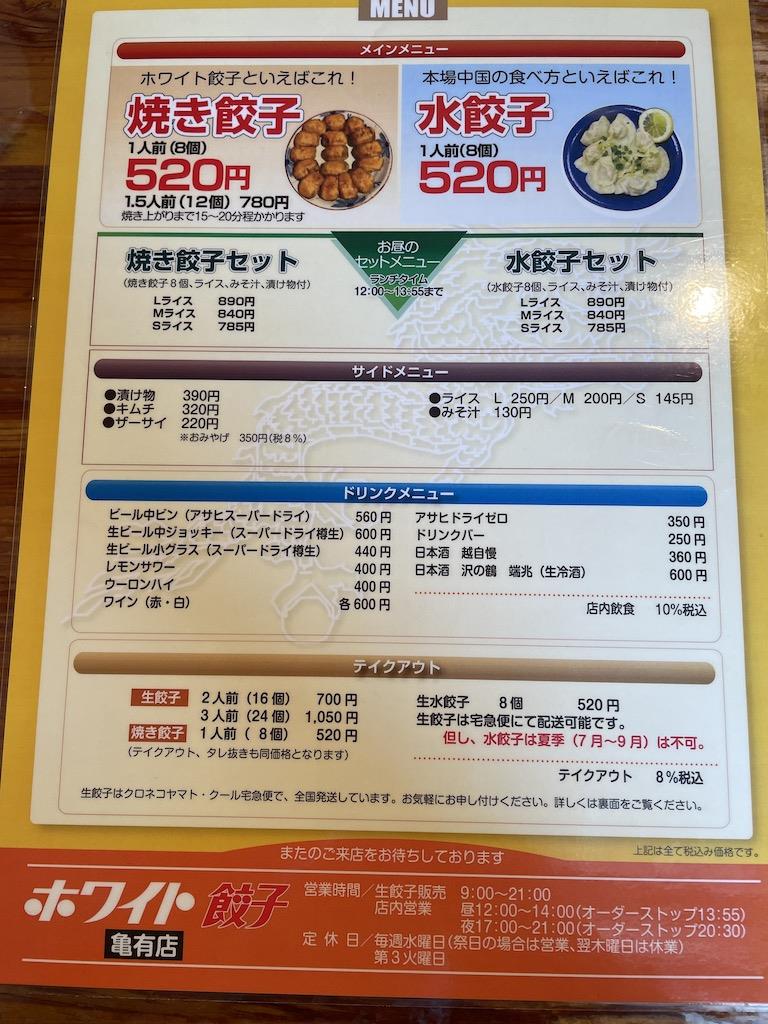 MENU
メインメニュー
ホワイト餃子といえばこれ！
焼き餃子
1人前(8個)
520円
1.5人前(12個) 780円
焼き上がりまで15〜20分程かかります
本場中国の食べ方といえばこれ！
水餃子
1人前(8個)
520円
お昼の
セットメニュー
ランチタイム
12:00〜13:55まで
焼き餃子セット
(焼き餃子8個、ライス、みそ汁、漬け物付)
Lライス 890円
Mライス 840円
Sライス 785円
水餃子セット
(水餃子8個、ライス、みそ汁、漬け物付)
Lライス 890円
Mライス 840円
Sライス 785円
サイドメニュー
●漬け物 390円
●キムチ 320円
●ザーサイ 220円
※おみやげ 350円(税8%)
●ライス L 250円／M 200円／S 145円
●みそ汁 130円
ドリンクメニュー
ビール中ビン（アサヒスーパードライ） 560円
生ビール中ジョッキー（スーパードライ樽生） 600円
生ビール小グラス（スーパードライ樽生） 440円
レモンサワー 400円
ウーロンハイ 400円
ワイン（赤・白） 各600円
アサヒドライゼロ 350円
ドリンクバー 250円
日本酒 越自慢 360円
日本酒 沢の鶴 端兆（生冷酒） 600円
店内飲食 10%税込
テイクアウト
生餃子 2人前（16個） 700円
3人前（24個） 1,050円
焼き餃子 1人前（ 8個） 520円
(テイクアウト、タレ抜きも同価格となります)
生水餃子 8個 520円
生餃子は宅急便にて配送可能です。
但し、水餃子は夏季（7月〜9月）は不可。
テイクアウト 8%税込
生餃子はクロネコヤマト・クール宅急便で、全国発送しています。お気軽にお申し付けください。詳しくは裏面をご覧ください。
上記は全て税込み価格です。
またのご来店をお待ちしております
ホワイト餃子
亀有店
営業時間／生餃子販売 9:00〜21:00
店内営業 昼12:00〜14:00(オーダーストップ13:55)
夜17:00〜21:00(オーダーストップ20:30)
定休日／毎週水曜日(祭日の場合は営業、翌木曜日は休業)
第3火曜日